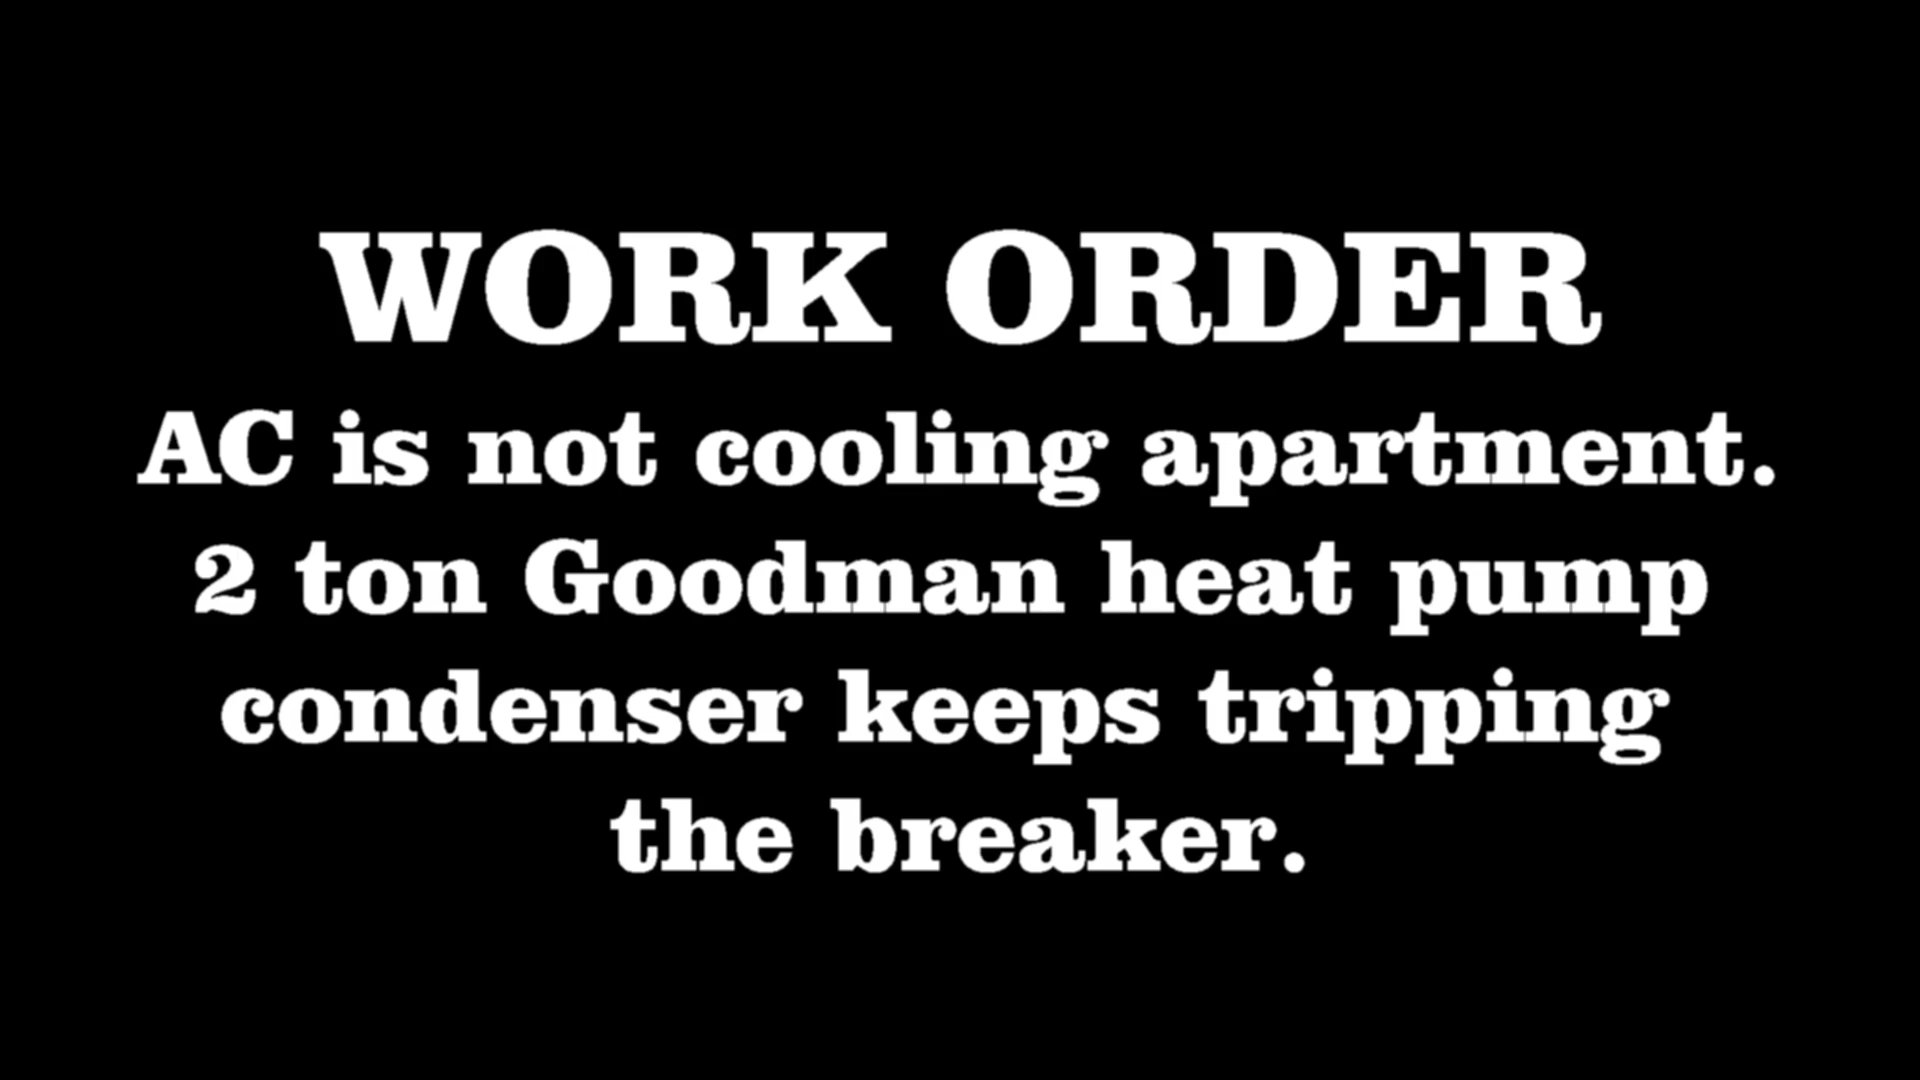 WORK ORDER
AC is not cooling apartment.
2 ton Goodman heat pump
condenser keeps tripping
the breaker.